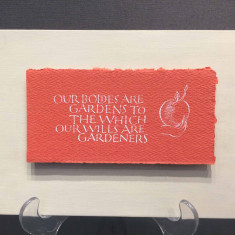 OUR BODIES ARE
GARDENS TO
THE WHICH
OUR WILLS ARE
GARDENERS